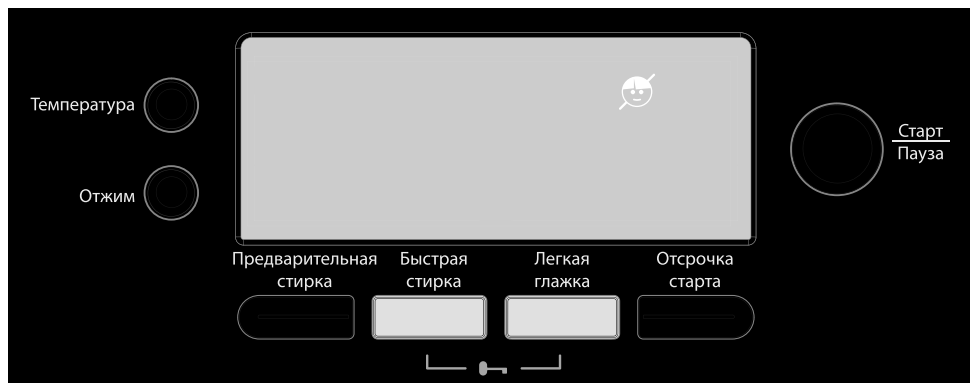 Температура
Отжим
Старт
Пауза
Предварительная стирка
Быстрая стирка
Легкая глажка
Отсрочка старта